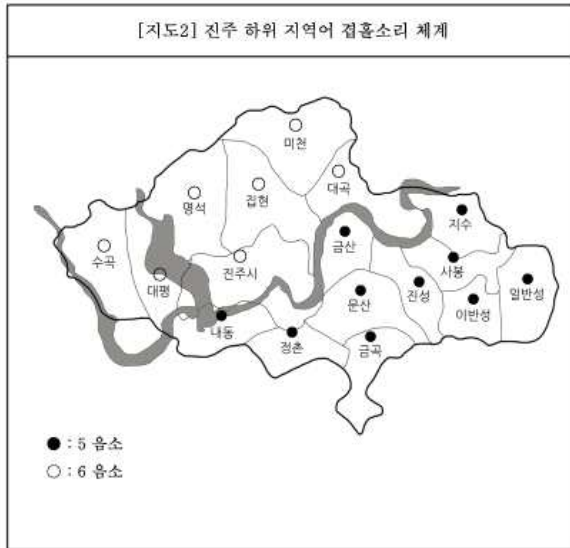 [지도2] 진주 하위 지역어 겹홀소리 체계
미천
대곡
명석
집현
지수
금산
수곡
진주시
사봉
대평
진성
일반성
문산
이반성
내동
정촌
금곡
● : 5 음소
○ : 6 음소